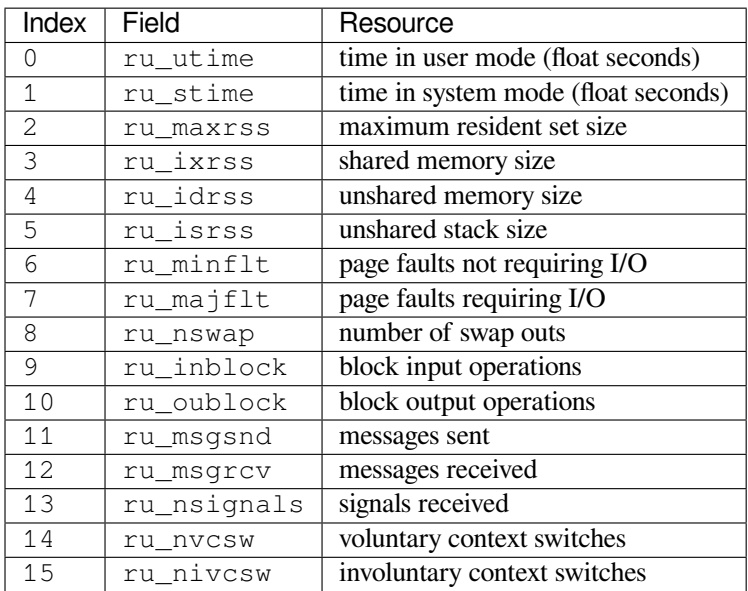 Index Field Resource
0 ru_utime time in user mode (float seconds)
1 ru_stime time in system mode (float seconds)
2 ru_maxrss maximum resident set size
3 ru_ixrss shared memory size
4 ru_idrss unshared memory size
5 ru_isrss unshared stack size
6 ru_minflt page faults not requiring I/O
7 ru_majflt page faults requiring I/O
8 ru_nswap number of swap outs
9 ru_inblock block input operations
10 ru_oublock block output operations
11 ru_msgsnd messages sent
12 ru_msgrcv messages received
13 ru_nsignals signals received
14 ru_nvcsw voluntary context switches
15 ru_nivcsw involuntary context switches